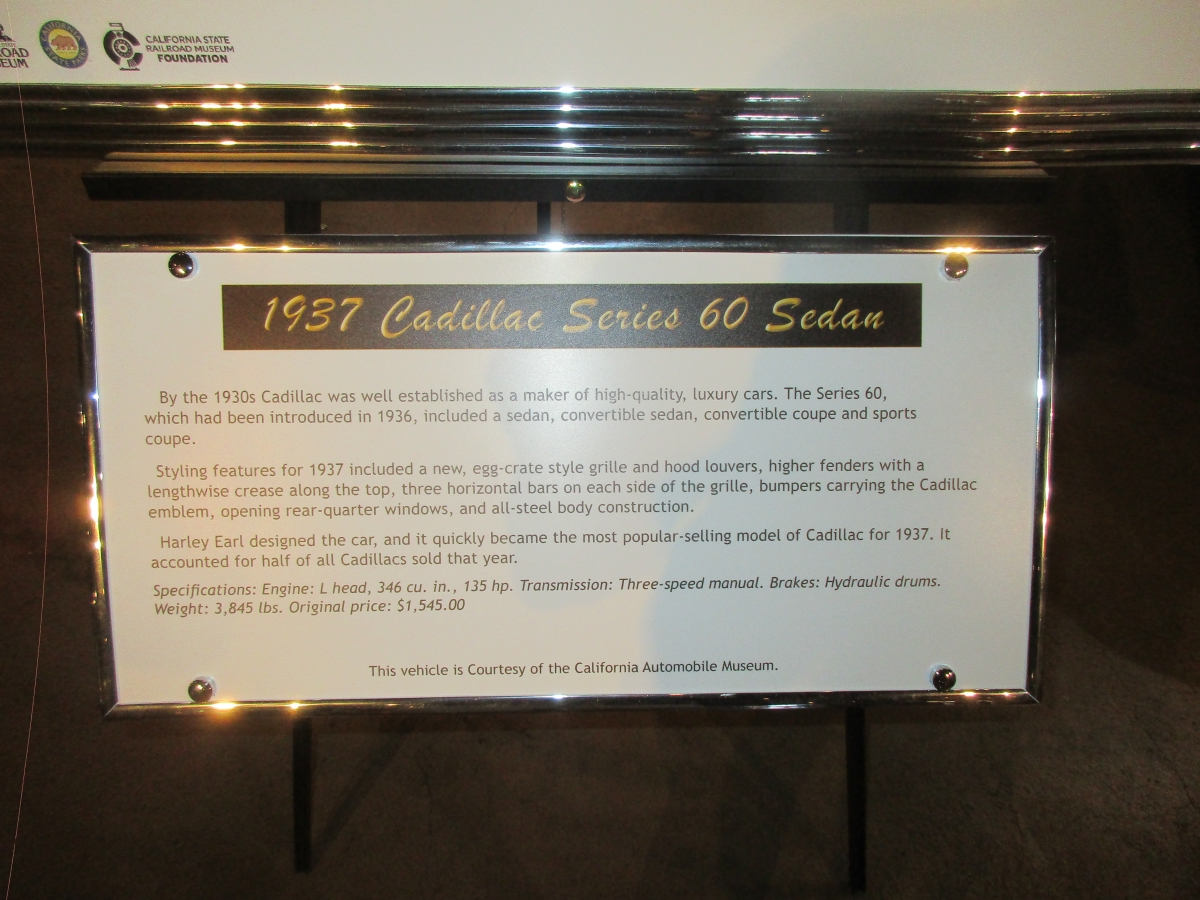 ROAD
EUM
CALIFORNIA
STATE PARKS
CALIFORNIA STATE
RAILROAD MUSEUM
FOUNDATION
1937 Cadillac Series 60 Sedan
By the 1930s Cadillac was well established as a maker of high-quality, luxury cars. The Series 60,
which had been introduced in 1936, included a sedan, convertible sedan, convertible coupe and sports
coupe.
Styling features for 1937 included a new, egg-crate style grille and hood louvers, higher fenders with a
lengthwise crease along the top, three horizontal bars on each side of the grille, bumpers carrying the Cadillac
emblem, opening rear-quarter windows, and all-steel body construction.
Harley Earl designed the car, and it quickly became the most popular-selling model of Cadillac for 1937. It
accounted for half of all Cadillacs sold that year.
Specifications: Engine: L head, 346 cu. in., 135 hp. Transmission: Three-speed manual. Brakes: Hydraulic drums.
Weight: 3,845 lbs. Original price: $1,545.00
This vehicle is Courtesy of the California Automobile Museum.